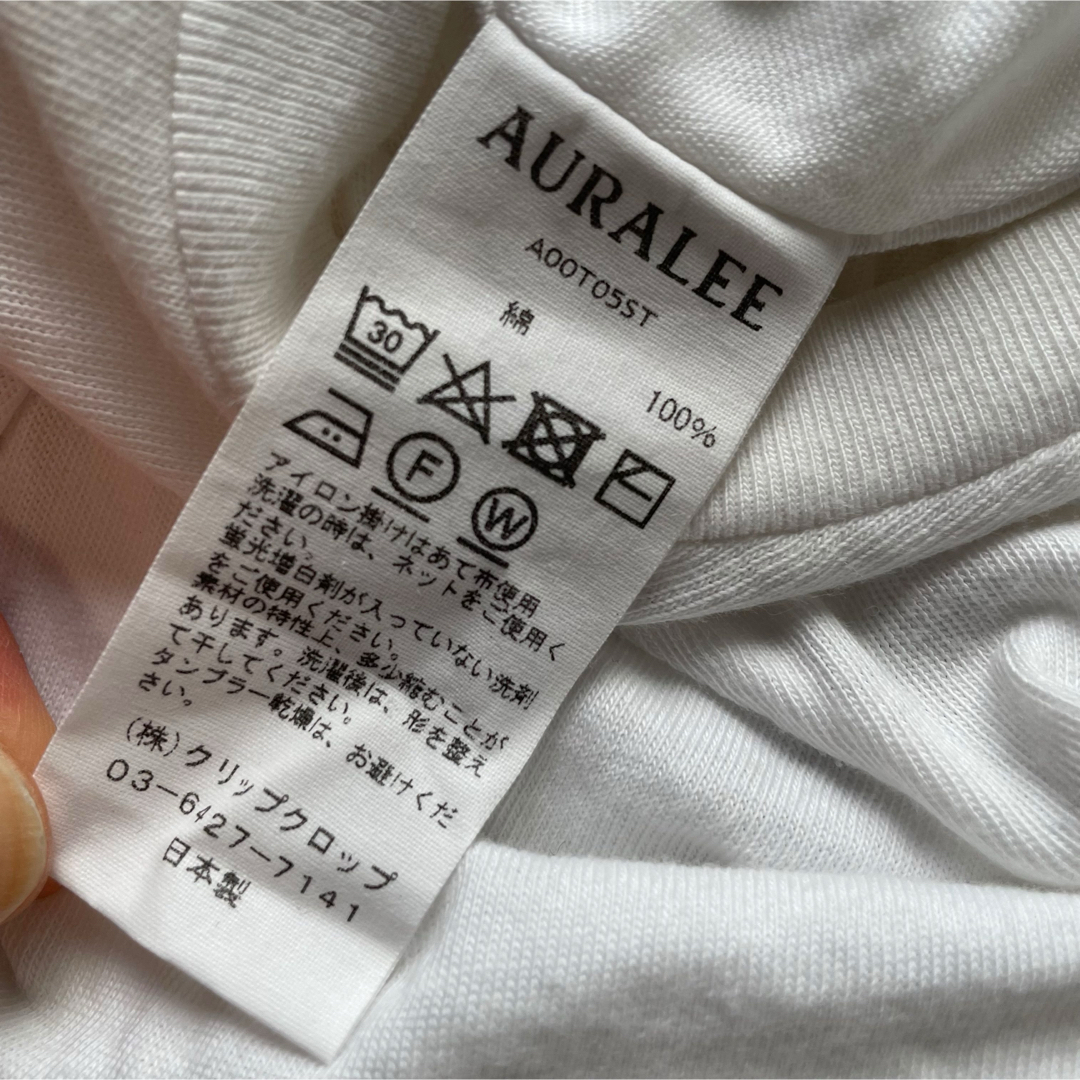 AURALEE
A00T05ST
綿 100%
30
F W
アイロン掛けはあて布使用
洗濯の時は、ネットをご使用く
ださい。
蛍光増白剤が入っていない洗剤
をご使用ください。
素材の特性上、多少縮むことが
あります。洗濯後は、形を整え
て干してください。
タンブラー乾燥は、お避けくだ
さい。
(株)クリップクロップ
03-6427-7141
日本製